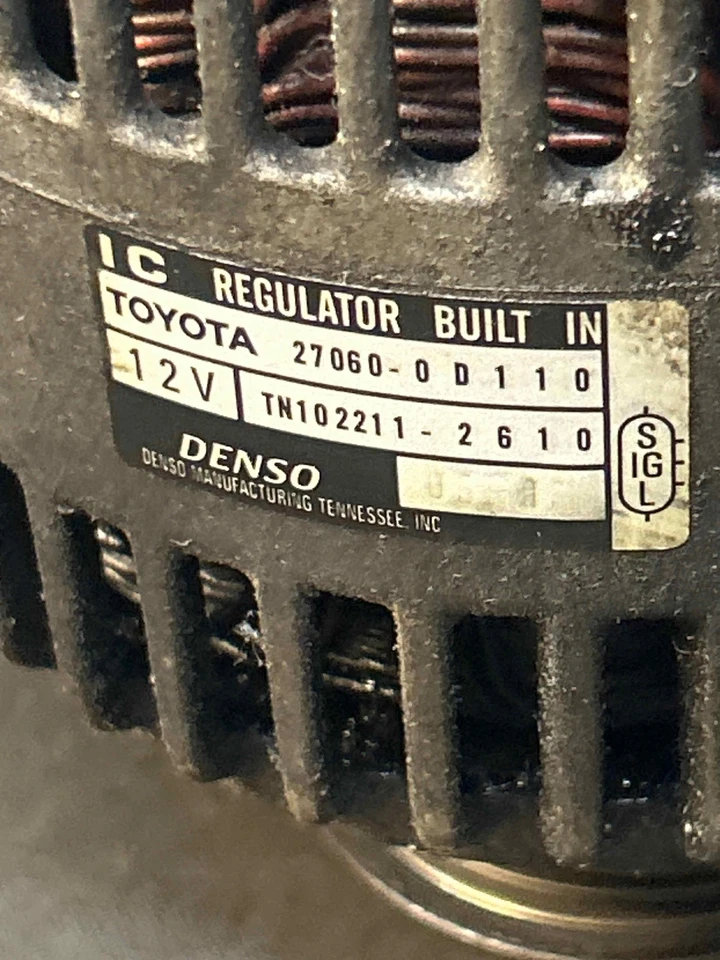 IC REGULATOR BUILT IN
TOYOTA 27060-0D110
12V TN102211-2610
DENSO
DENSO MANUFACTURING TENNESSEE, INC
S
IG
L